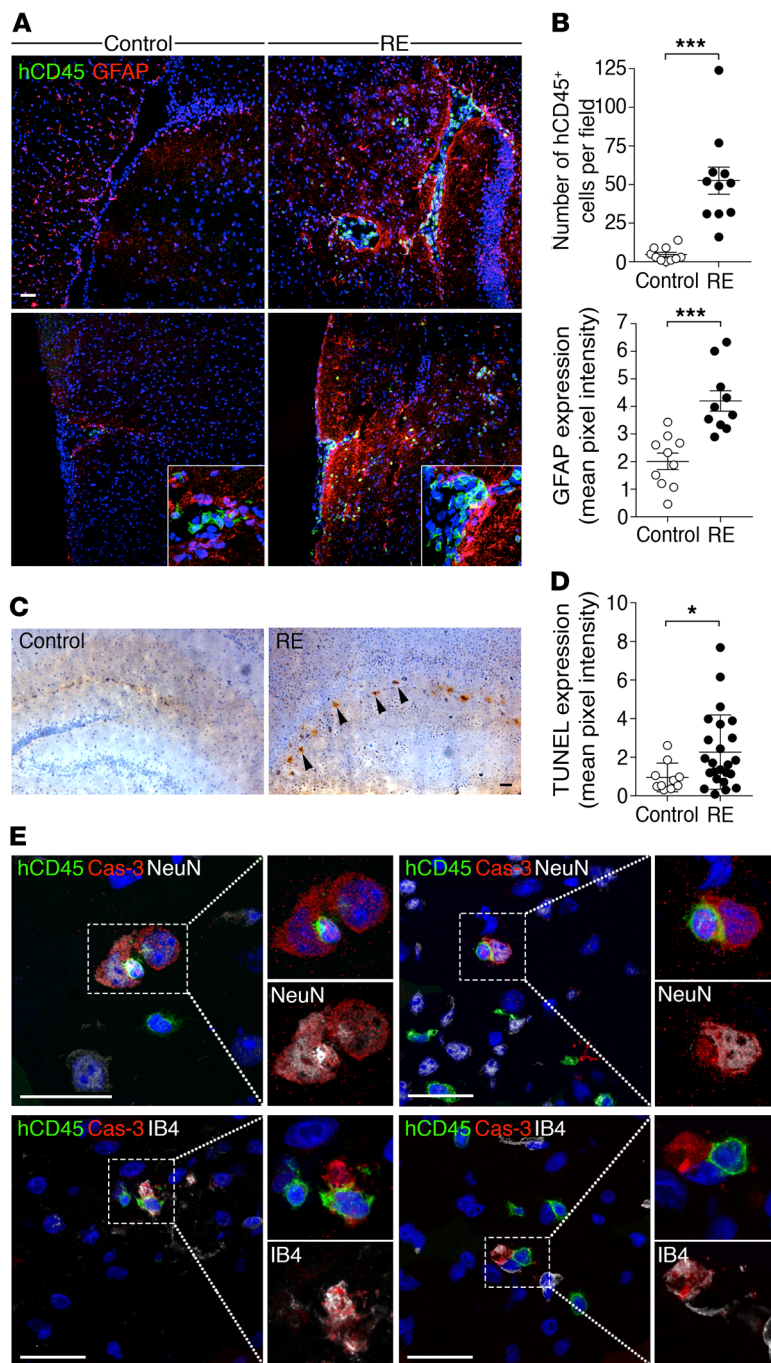 A
Control
RE
hCD45 GFAP
B
***
Number of hCD45+
cells per field
125
100
75
50
25
0
Control RE
***
GFAP expression
(mean pixel intensity)
7
6
5
4
3
2
1
0
Control RE
C
Control
RE
D
*
TUNEL expression
(mean pixel intensity)
10
8
6
4
2
0
Control RE
E
hCD45 Cas-3 NeuN
NeuN
hCD45 Cas-3 NeuN
NeuN
hCD45 Cas-3 IB4
IB4
hCD45 Cas-3 IB4
IB4